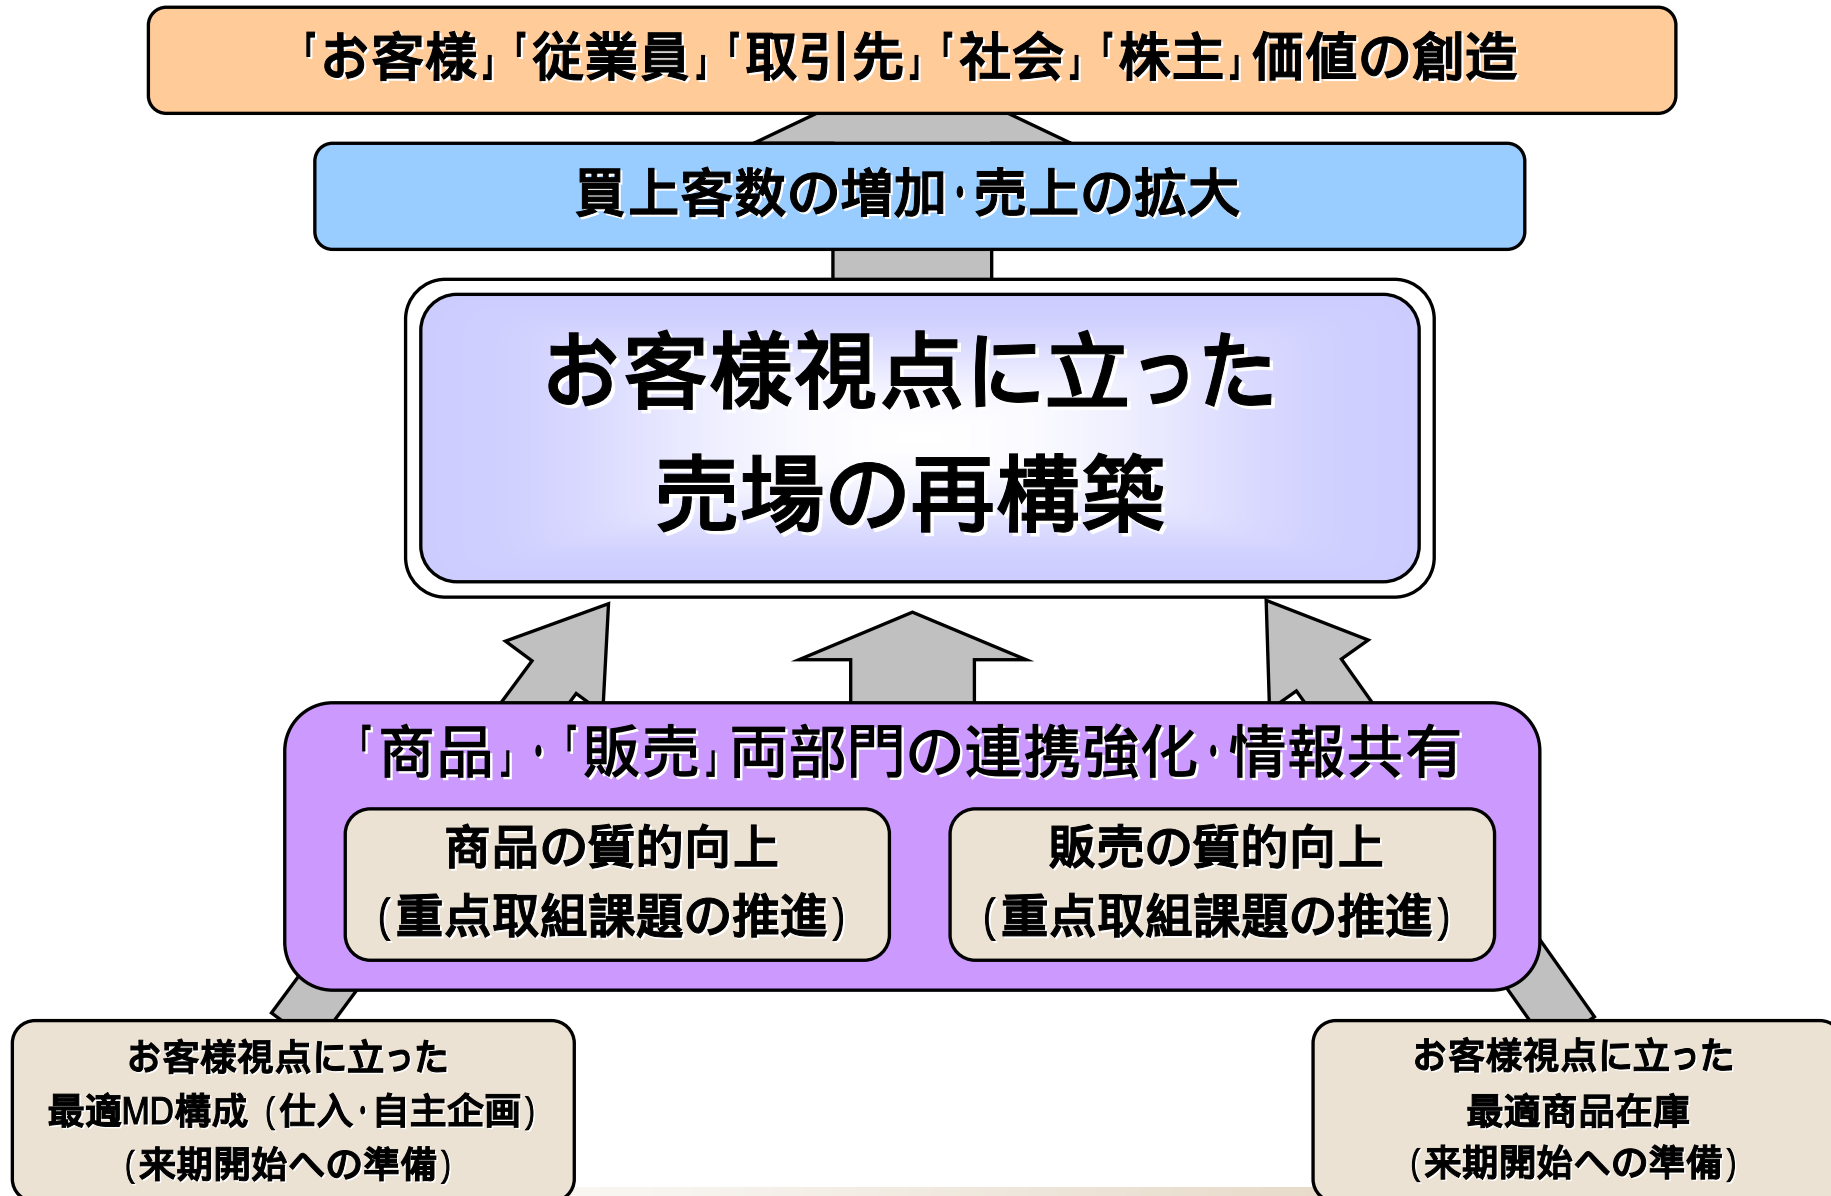 「お客様」「従業員」「取引先」「社会」「株主」価値の創造
買上客数の増加・売上の拡大
お客様視点に立った
売場の再構築
「商品」・「販売」両部門の連携強化・情報共有
商品の質的向上
(重点取組課題の推進)
販売の質的向上
(重点取組課題の推進)
お客様視点に立った
最適MD構成 (仕入・自主企画)
(来期開始への準備)
お客様視点に立った
最適商品在庫
(来期開始への準備)